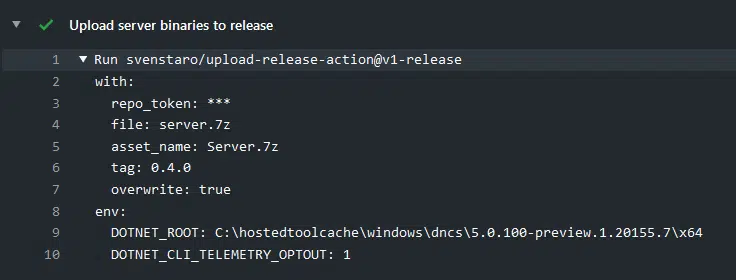 Upload server binaries to release
1 Run svenstaro/upload-release-action@v1-release
2 with:
3 repo_token: ***
4 file: server.7z
5 asset_name: Server.7z
6 tag: 0.4.0
7 overwrite: true
8 env:
9 DOTNET_ROOT: C:\hostedtoolcache\windows\dncs\5.0.100-preview.1.20155.7\x64
10 DOTNET_CLI_TELEMETRY_OPTOUT: 1